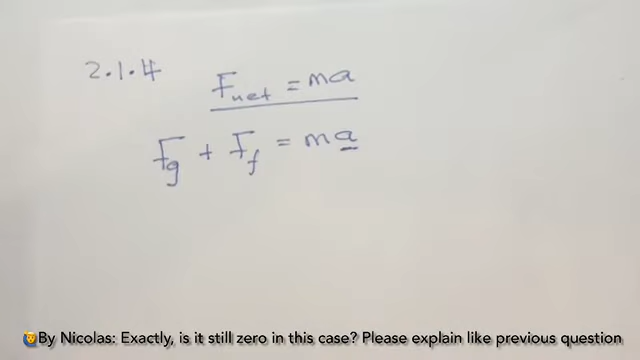 2.1.4
Fnet = ma
Fg + Ff = ma
🙋‍♂️By Nicolas: Exactly, is it still zero in this case? Please explain like previous question